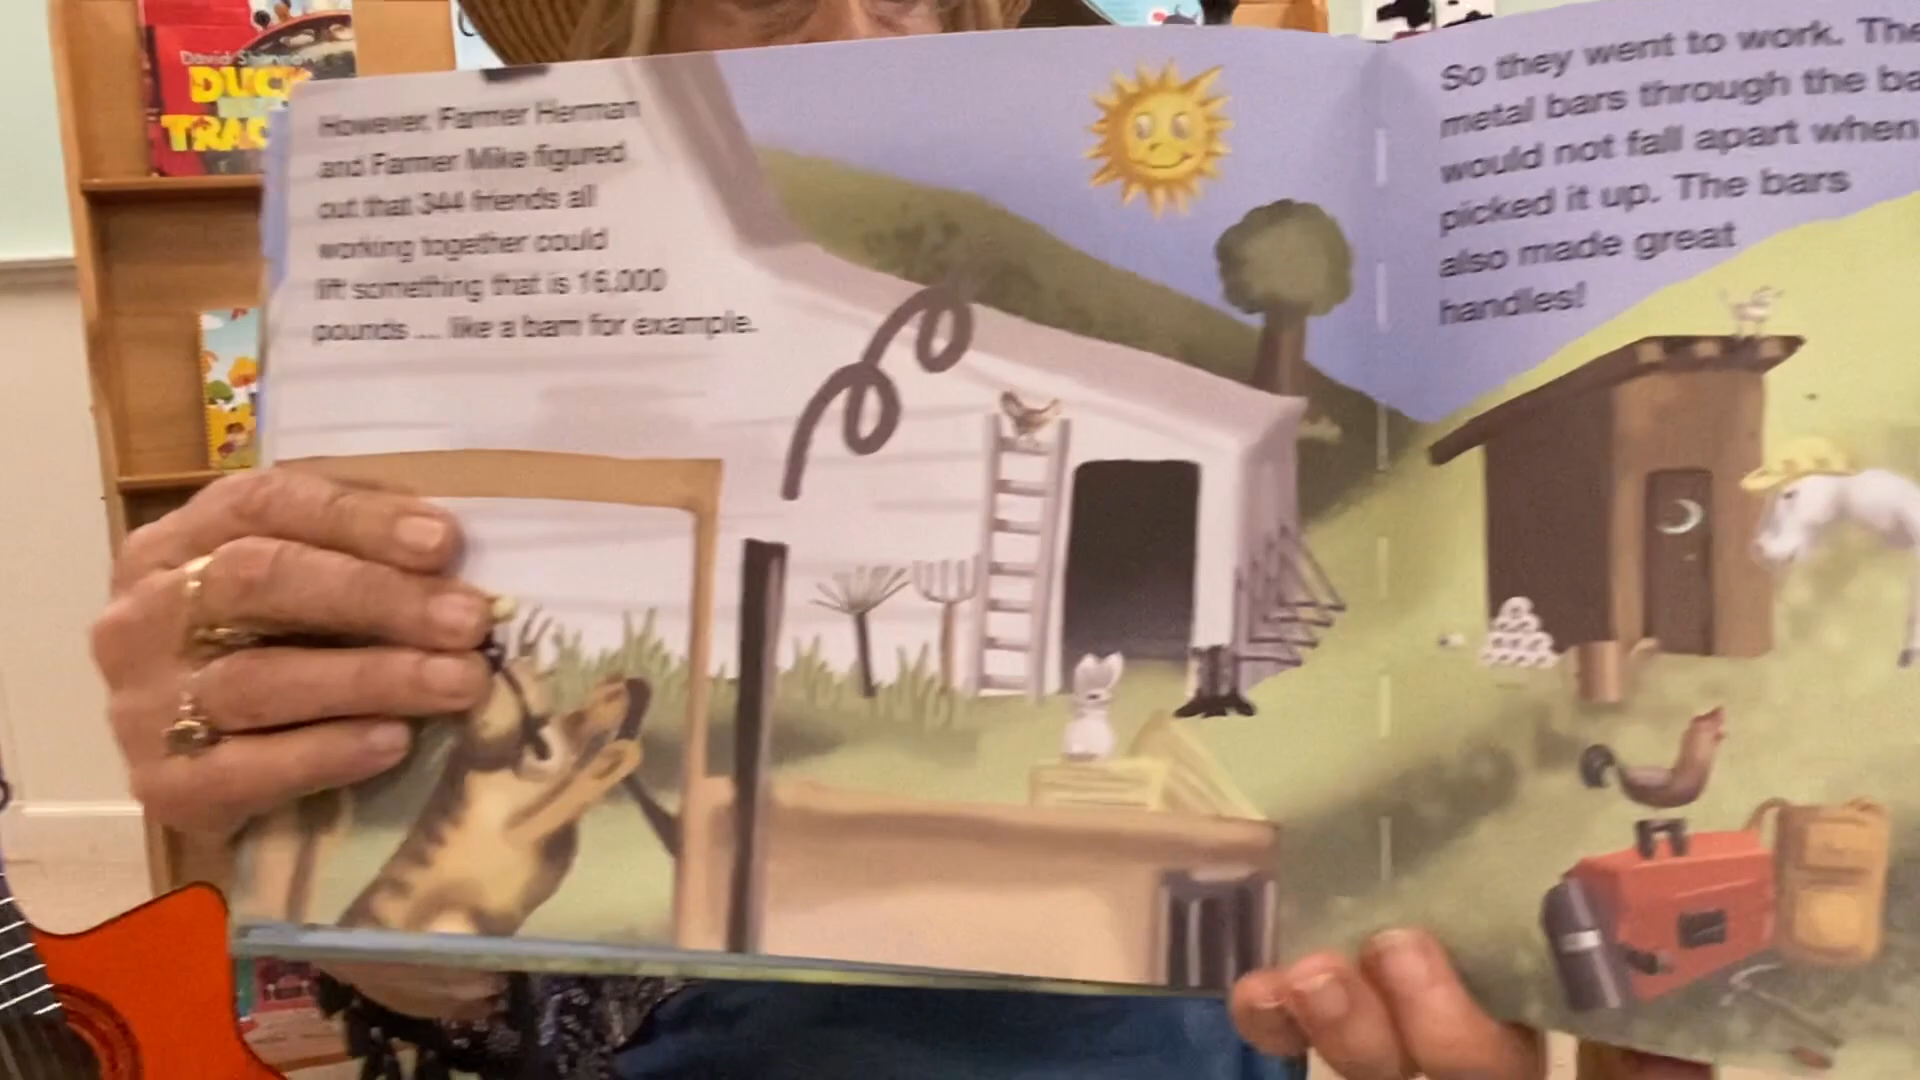 David Shannon
DUCK
TRAC
However, Farmer Herman
and Farmer Mike figured
out that 344 friends all
working together could
lift something that is 16,000
pounds ... like a barn for example.
So they went to work. The
metal bars through the ba
would not fall apart when
picked it up. The bars
also made great
handles!